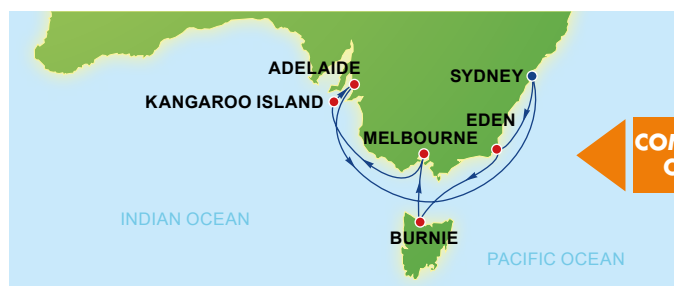 ADELAIDE
SYDNEY
KANGAROO ISLAND
EDEN
MELBOURNE
INDIAN OCEAN
BURNIE
PACIFIC OCEAN